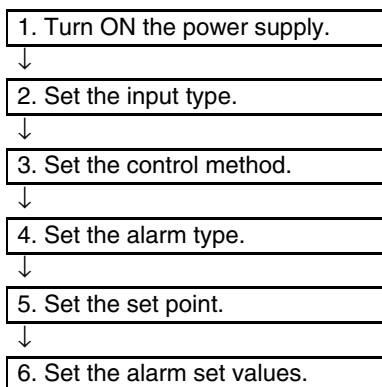 1. Turn ON the power supply.
↓
2. Set the input type.
↓
3. Set the control method.
↓
4. Set the alarm type.
↓
5. Set the set point.
↓
6. Set the alarm set values.